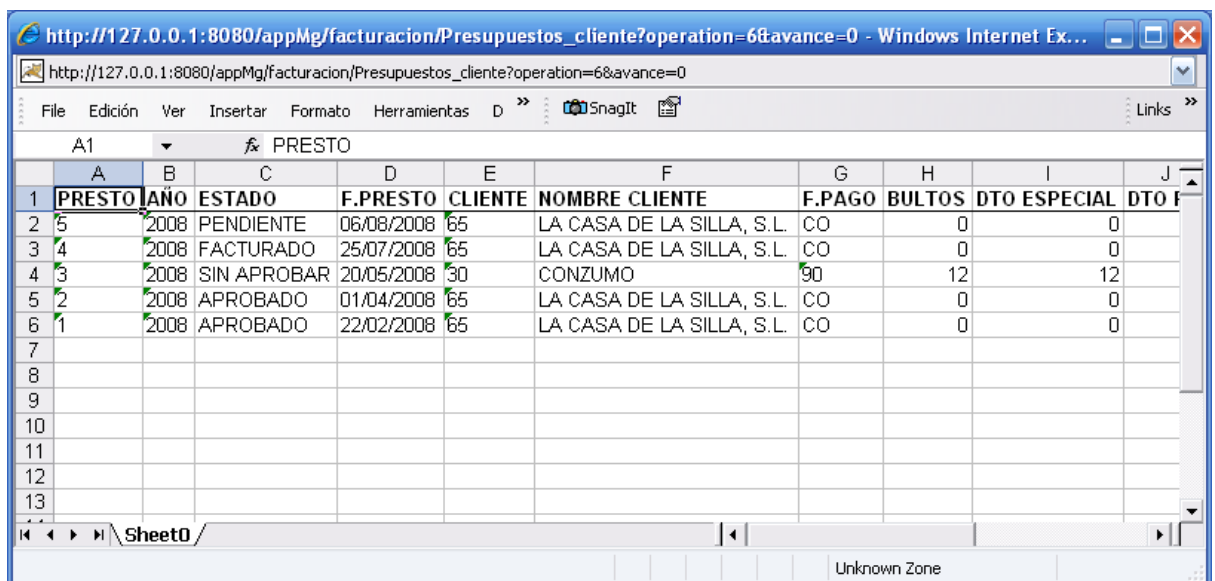 http://127.0.0.1:8080/appMg/facturacion/Presupuestos_cliente?operation=6&avance=0 - Windows Internet Ex...
http://127.0.0.1:8080/appMg/facturacion/Presupuestos_cliente?operation=6&avance=0
File Edición Ver Insertar Formato Herramientas D » SnagIt Links »
A1 fx PRESTO
A B C D E F G H I J
1 PRESTO AÑO ESTADO F.PRESTO CLIENTE NOMBRE CLIENTE F.PAGO BULTOS DTO ESPECIAL DTO
2 5 2008 PENDIENTE 06/08/2008 65 LA CASA DE LA SILLA, S.L. CO 0 0
3 4 2008 FACTURADO 25/07/2008 65 LA CASA DE LA SILLA, S.L. CO 0 0
4 3 2008 SIN APROBAR 20/05/2008 30 CONZUMO 90 12 12
5 2 2008 APROBADO 01/04/2008 65 LA CASA DE LA SILLA, S.L. CO 0 0
6 1 2008 APROBADO 22/02/2008 65 LA CASA DE LA SILLA, S.L. CO 0 0
7
8
9
10
11
12
13
Sheet0
Unknown Zone